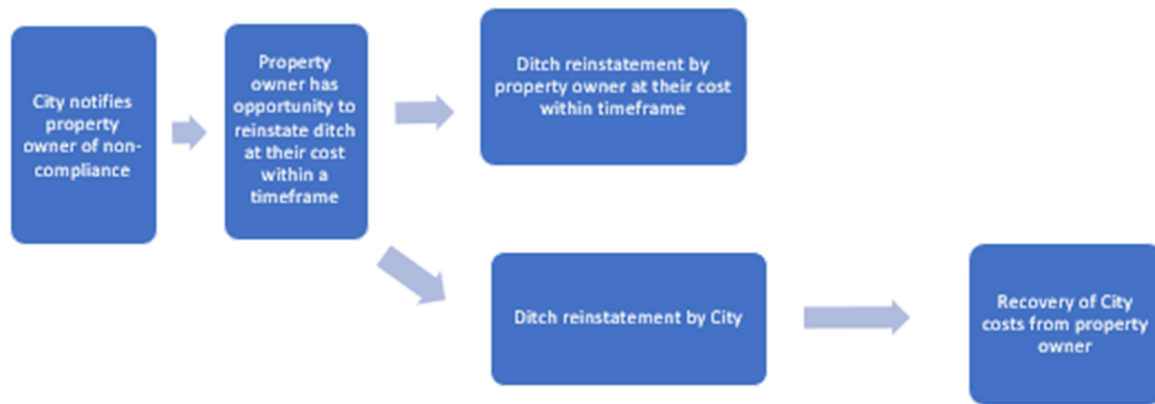 City notifies
property
owner of non-
compliance
Property
owner has
opportunity to
reinstate ditch
at their cost
within a
timeframe
Ditch reinstatement by
property owner at their cost
within timeframe
Ditch reinstatement by City
Recovery of City
costs from property
owner